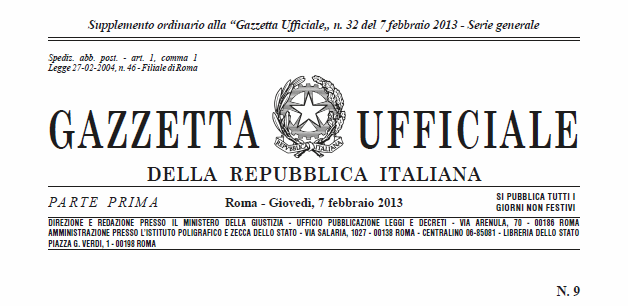 Supplemento ordinario alla “Gazzetta Ufficiale„ n. 32 del 7 febbraio 2013 - Serie generale
Spediz. abb. post. - art. 1, comma 1
Legge 27-02-2004, n. 46 - Filiale di Roma
GAZZETTA UFFICIALE
REPVBBLICA ITALIANA
DELLA REPUBBLICA ITALIANA
PARTE PRIMA Roma - Giovedì, 7 febbraio 2013 SI PUBBLICA TUTTI I
GIORNI NON FESTIVI
DIREZIONE E REDAZIONE PRESSO IL MINISTERO DELLA GIUSTIZIA - UFFICIO PUBBLICAZIONE LEGGI E DECRETI - VIA ARENULA, 70 - 00186 ROMA
AMMINISTRAZIONE PRESSO L'ISTITUTO POLIGRAFICO E ZECCA DELLO STATO - VIA SALARIA, 1027 - 00138 ROMA - CENTRALINO 06-85081 - LIBRERIA DELLO STATO
PIAZZA G. VERDI, 1 - 00198 ROMA
N. 9